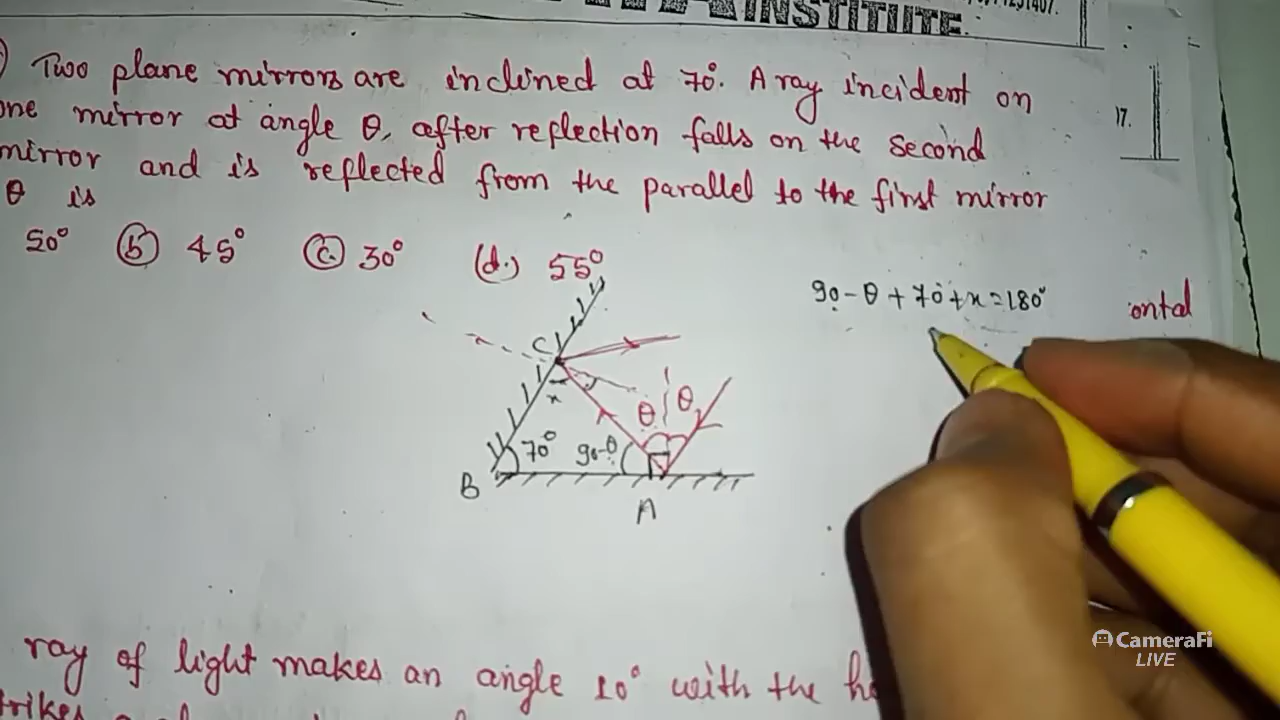 INSTITUTE.
Two plane mirrors are inclined at 70°. A ray incident on
one mirror at angle θ, after reflection falls on the second
mirror and is reflected from the parallel to the first mirror
θ is
50° (b) 45° (c.) 30° (d.) 55°
17.
90-θ+70+x=180°
ontal
C
θ θ
x
70° 90-θ
B
A
ray of light makes an angle 10° with the ho
CameraFi
LIVE